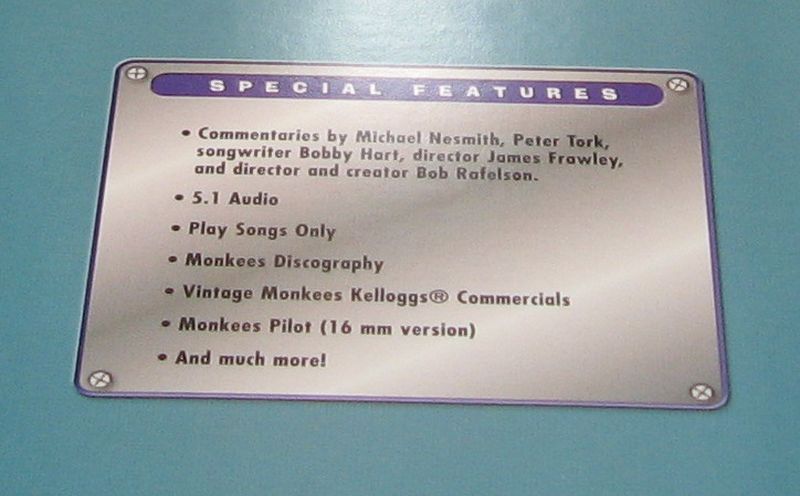 SPECIAL FEATURES
• Commentaries by Michael Nesmith, Peter Tork,
songwriter Bobby Hart, director James Frawley,
and director and creator Bob Rafelson.
• 5.1 Audio
• Play Songs Only
• Monkees Discography
• Vintage Monkees Kelloggs® Commercials
• Monkees Pilot (16 mm version)
• And much more!